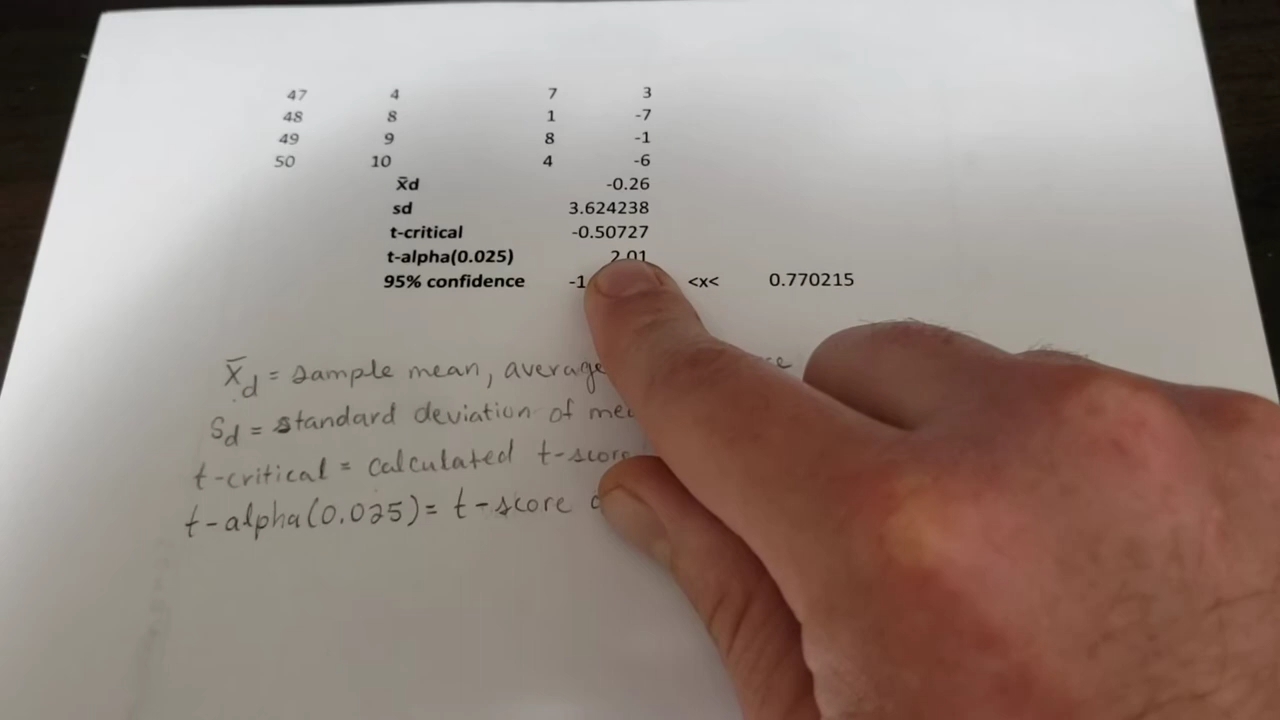 47 4 7 3
48 8 1 -7
49 9 8 -1
50 10 4 -6
x̄d -0.26
sd 3.624238
t-critical -0.50727
t-alpha(0.025) 2.01
95% confidence -1 <x< 0.770215
x̄d = sample mean, average
Sd = standard deviation of
t-critical = calculated t-score
t-alpha(0.025) = t-score